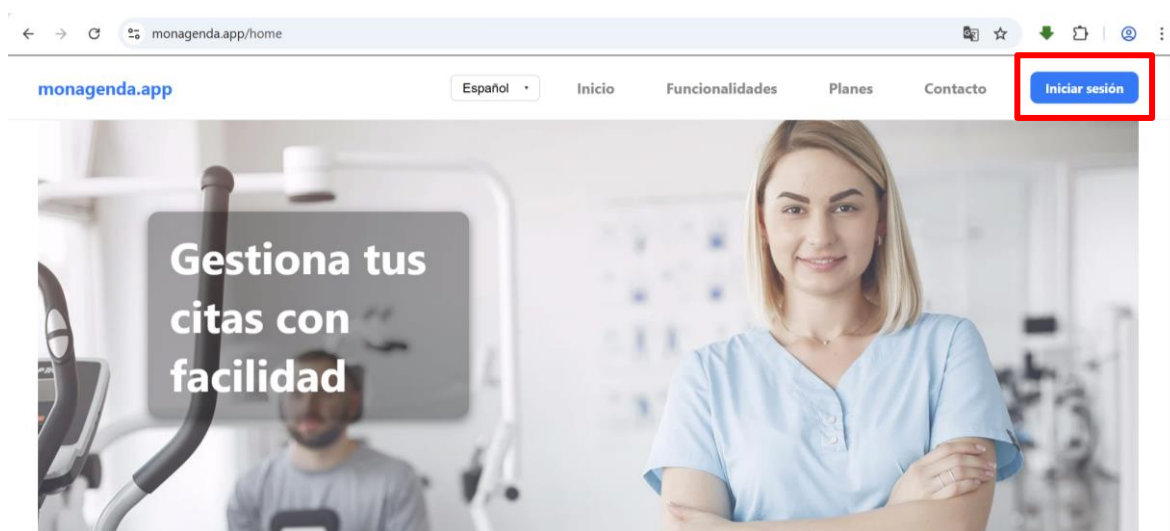 monagenda.app/home
monagenda.app
Español
Inicio
Funcionalidades
Planes
Contacto
Iniciar sesión
Gestiona tus
citas con
facilidad